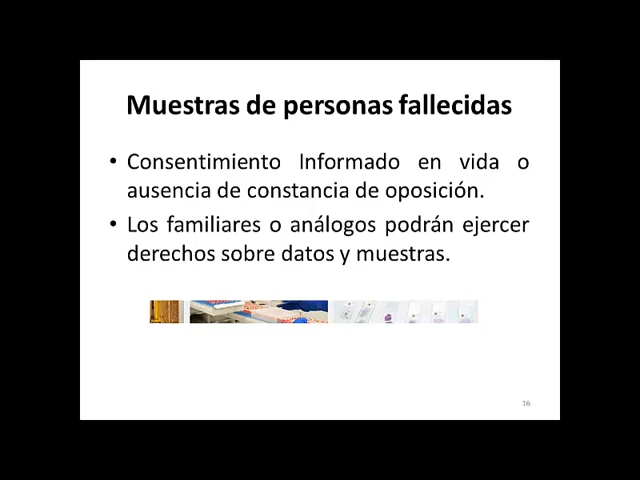 Muestras de personas fallecidas
• Consentimiento Informado en vida o
ausencia de constancia de oposición.
• Los familiares o análogos podrán ejercer
derechos sobre datos y muestras.
16